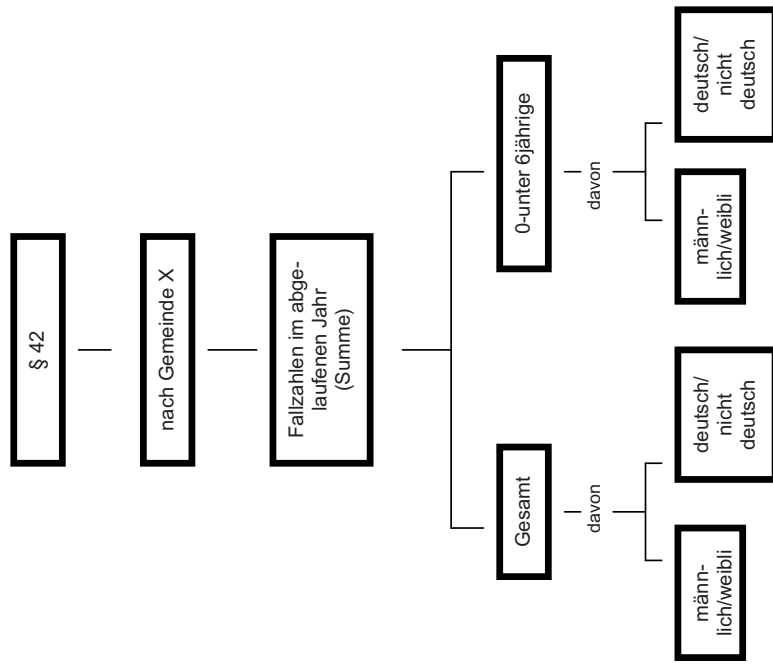 § 42
nach Gemeinde X
Fallzahlen im abge-
laufenen Jahr
(Summe)
Gesamt
0-unter 6jährige
davon
davon
männ-
lich/weibli
deutsch/
nicht
deutsch
männ-
lich/weibli
deutsch/
nicht
deutsch